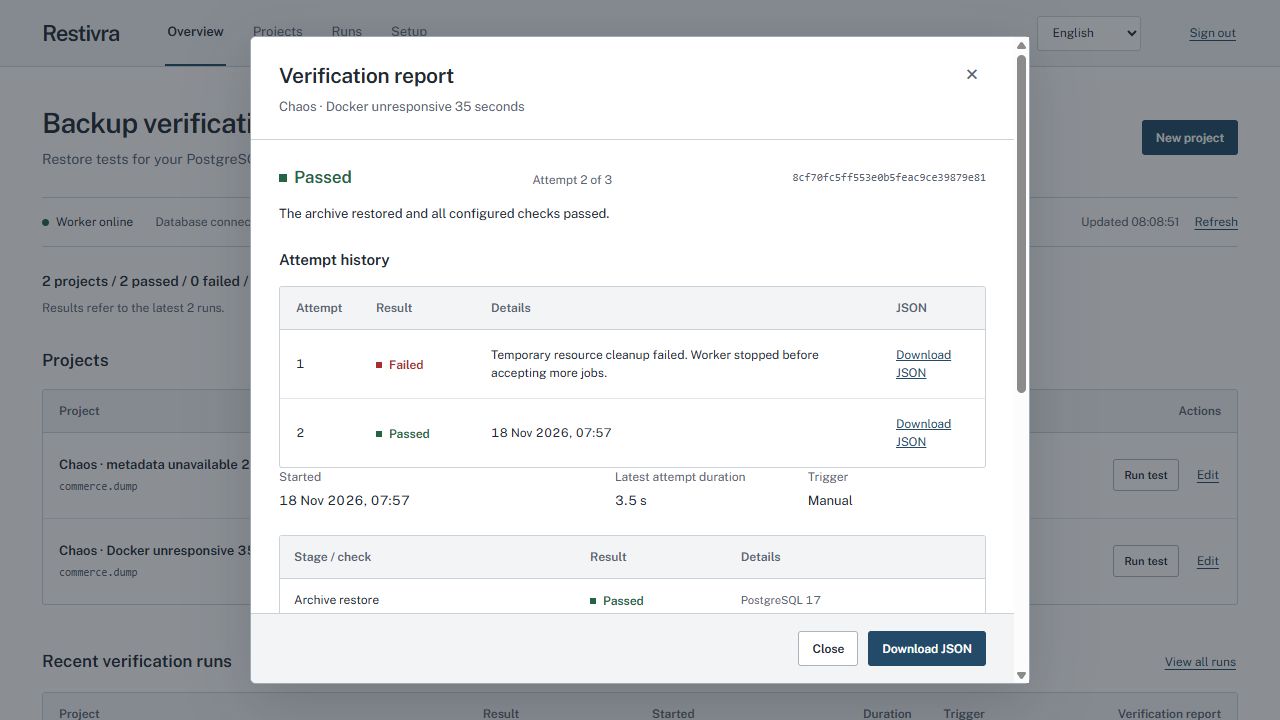 Restivra
Overview
Projects
Runs
Setup
English
Sign out
Backup verificati
Restore tests for your PostgreSQ
New project
Worker online
Database connec
Updated 08:08:51
Refresh
2 projects / 2 passed / 0 failed /
Results refer to the latest 2 runs.
Projects
Project
Actions
Chaos · metadata unavailable 2
commerce.dump
Run test
Edit
Chaos · Docker unresponsive 35
commerce.dump
Run test
Edit
Recent verification runs
View all runs
Project
Result
Started
Duration
Trigger
Verification report
Verification report
Chaos · Docker unresponsive 35 seconds
Passed
Attempt 2 of 3
8cf70fc5ff553e0b5feac9ce39879e81
The archive restored and all configured checks passed.
Attempt history
Attempt
Result
Details
JSON
1
Failed
Temporary resource cleanup failed. Worker stopped before
accepting more jobs.
Download
JSON
2
Passed
18 Nov 2026, 07:57
Download
JSON
Started
Latest attempt duration
Trigger
18 Nov 2026, 07:57
3.5 s
Manual
Stage / check
Result
Details
Archive restore
Passed
PostgreSQL 17
Close
Download JSON